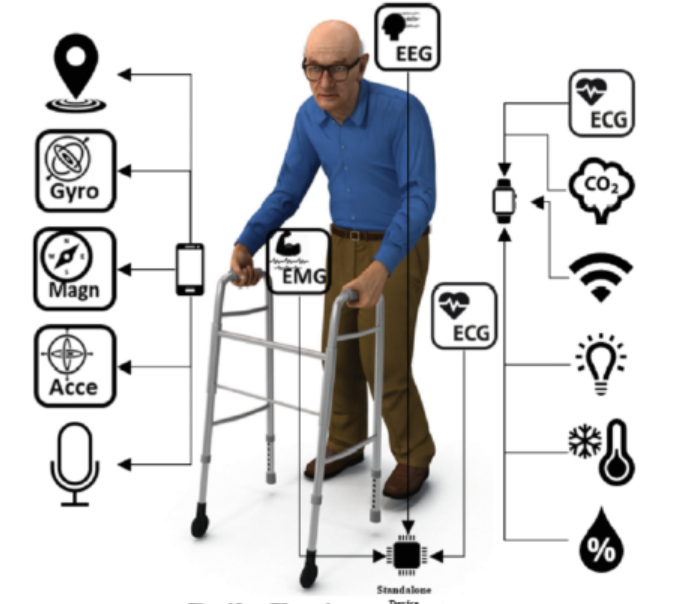 EEG
ECG
CO₂
Gyro
Magn
EMG
ECG
Acce
%
Standalone
Device